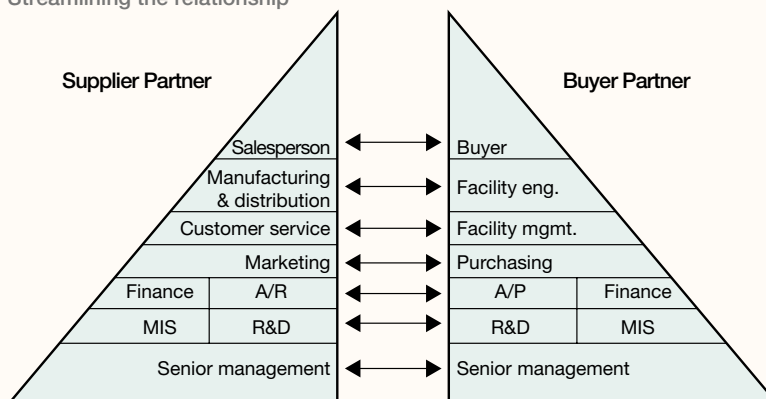 Streamlining the relationship
Supplier Partner
Buyer Partner
Salesperson
Buyer
Manufacturing
& distribution
Facility eng.
Customer service
Facility mgmt.
Marketing
Purchasing
Finance
A/R
A/P
Finance
MIS
R&D
R&D
MIS
Senior management
Senior management